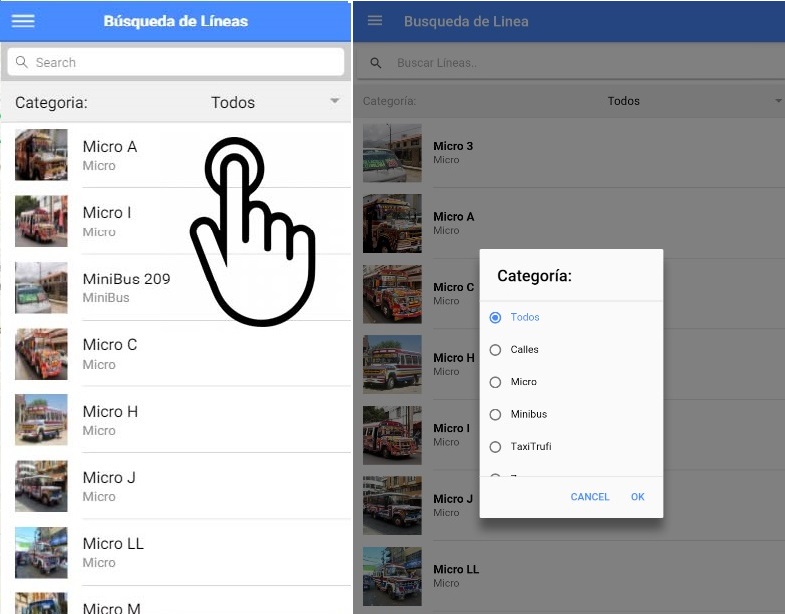 Búsqueda de Líneas
Search
Categoria:
Todos
Micro A
Micro
Micro I
Micro
MiniBus 209
MiniBus
Micro C
Micro
Micro H
Micro
Micro J
Micro
Micro LL
Micro
Micro M
Busqueda de Linea
Buscar Líneas..
Categoría:
Todos
Micro 3
Micro
Micro A
Micro
Micro C
Micro
Micro H
Micro
Micro I
Micro
Micro J
Micro
Micro LL
Micro
Categoría:
Todos
Calles
Micro
Minibus
TaxiTrufi
CANCEL
OK